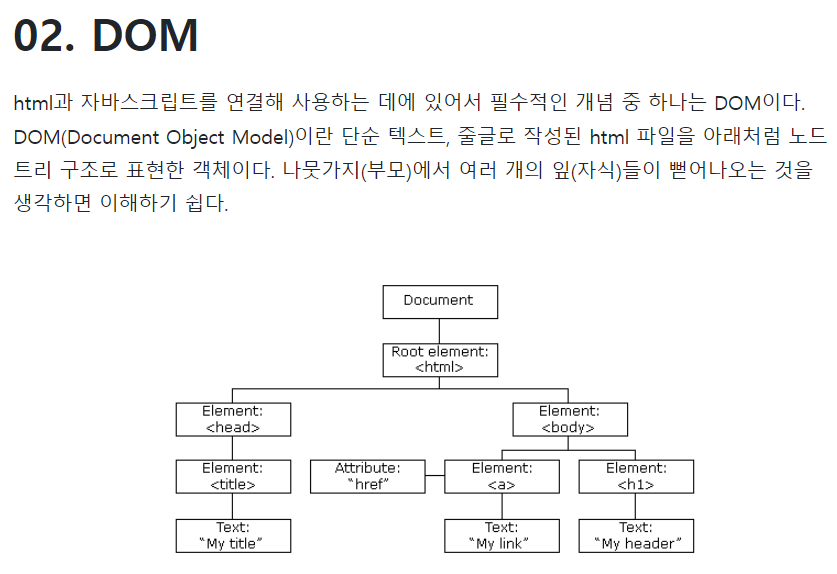 02. DOM
html과 자바스크립트를 연결해 사용하는 데에 있어서 필수적인 개념 중 하나는 DOM이다.
DOM(Document Object Model)이란 단순 텍스트, 줄글로 작성된 html 파일을 아래처럼 노드
트리 구조로 표현한 객체이다. 나뭇가지(부모)에서 여러 개의 잎(자식)들이 뻗어나오는 것을
생각하면 이해하기 쉽다.
Document
Root element:
<html>
Element:
<head>
Element:
<body>
Element:
<title>
Attribute:
“href”
Element:
<a>
Element:
<h1>
Text:
“My title”
Text:
“My link”
Text:
“My header”